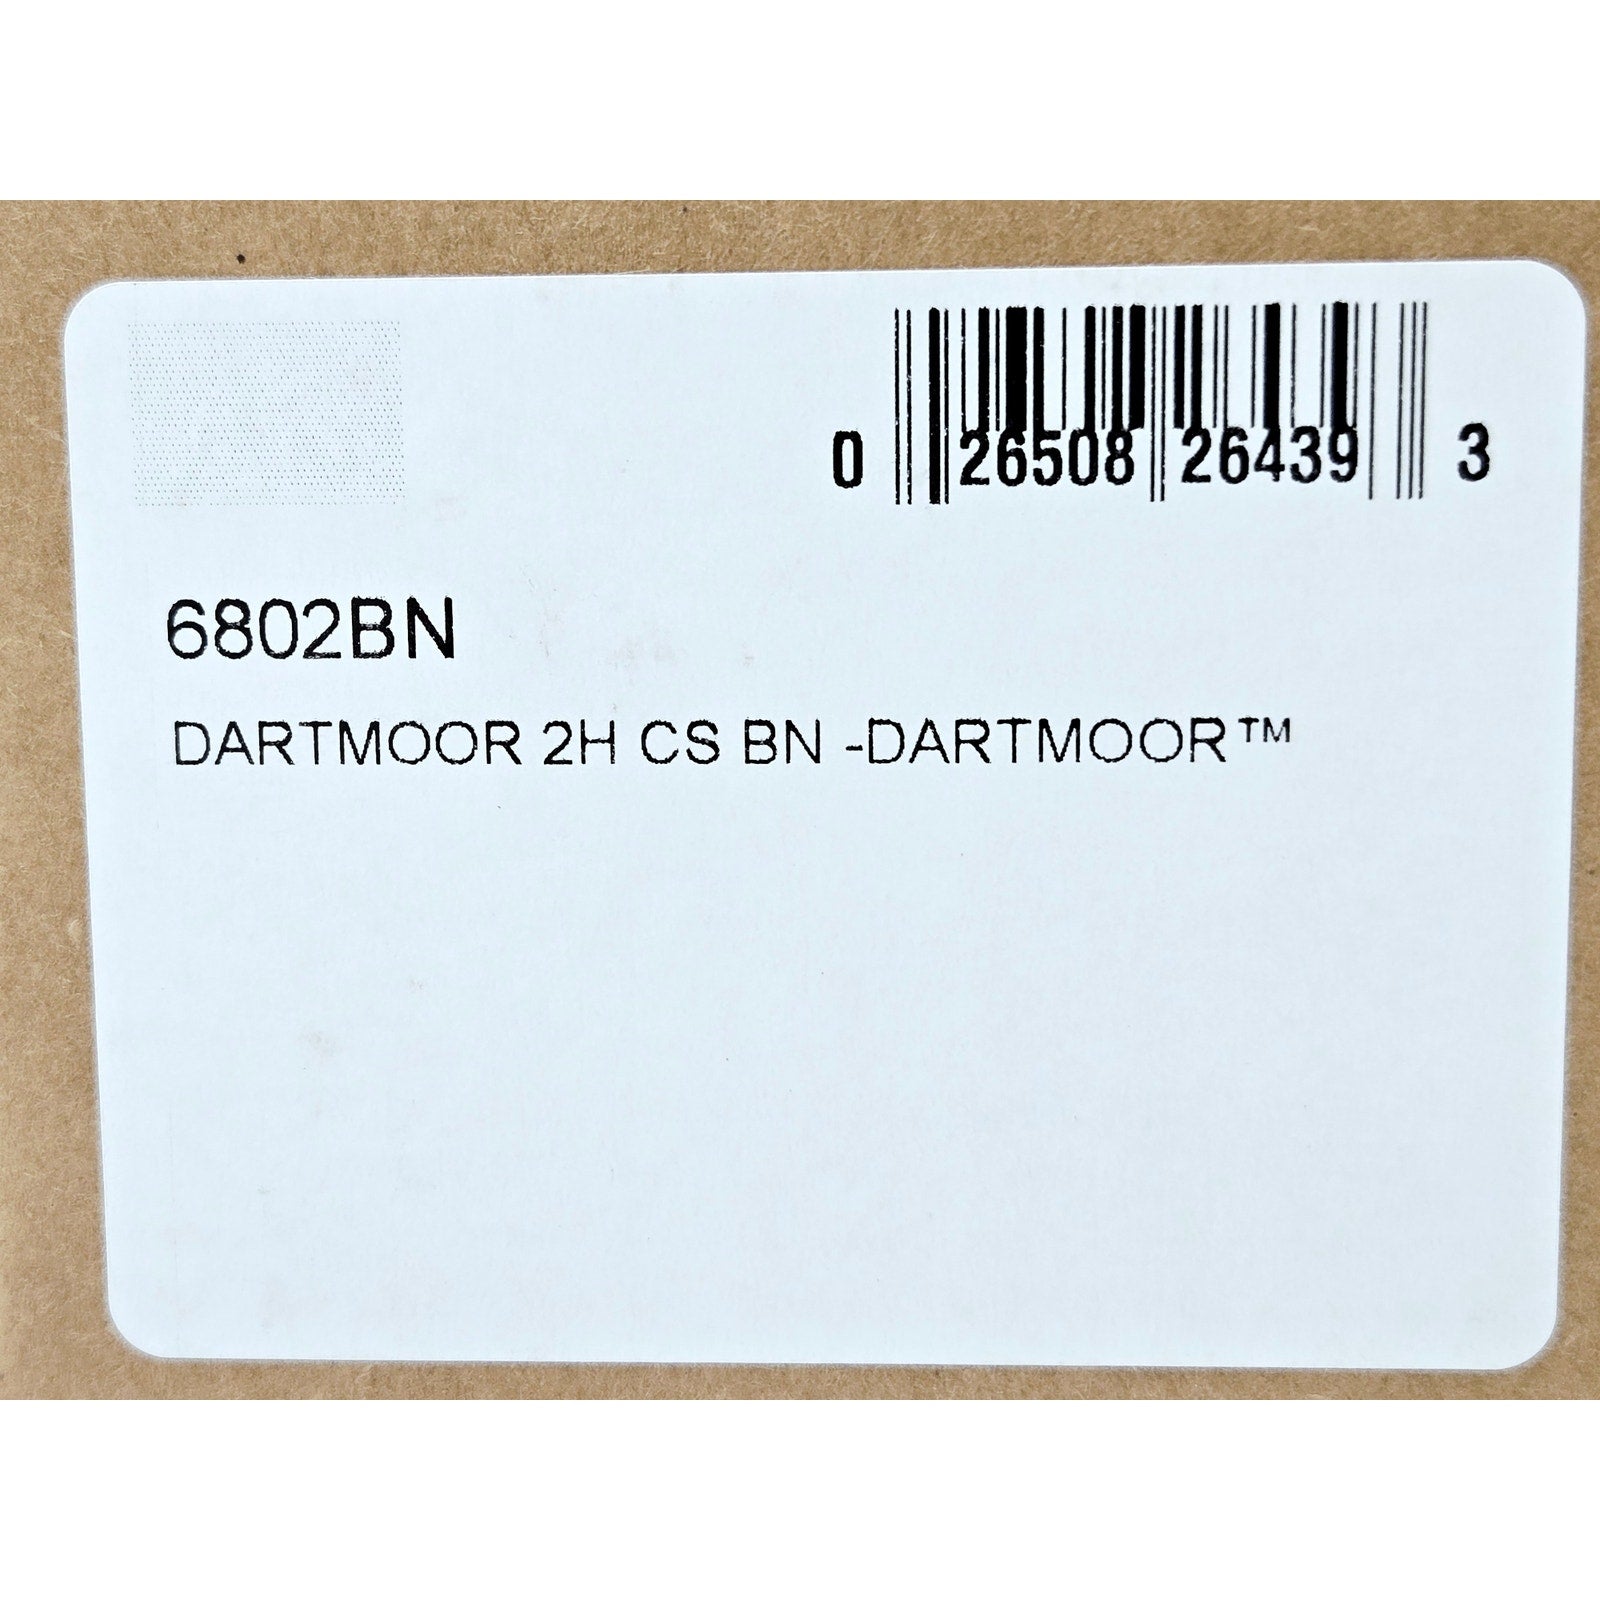 0 26508 26439 3
6802BN
DARTMOOR 2H CS BN -DARTMOOR™